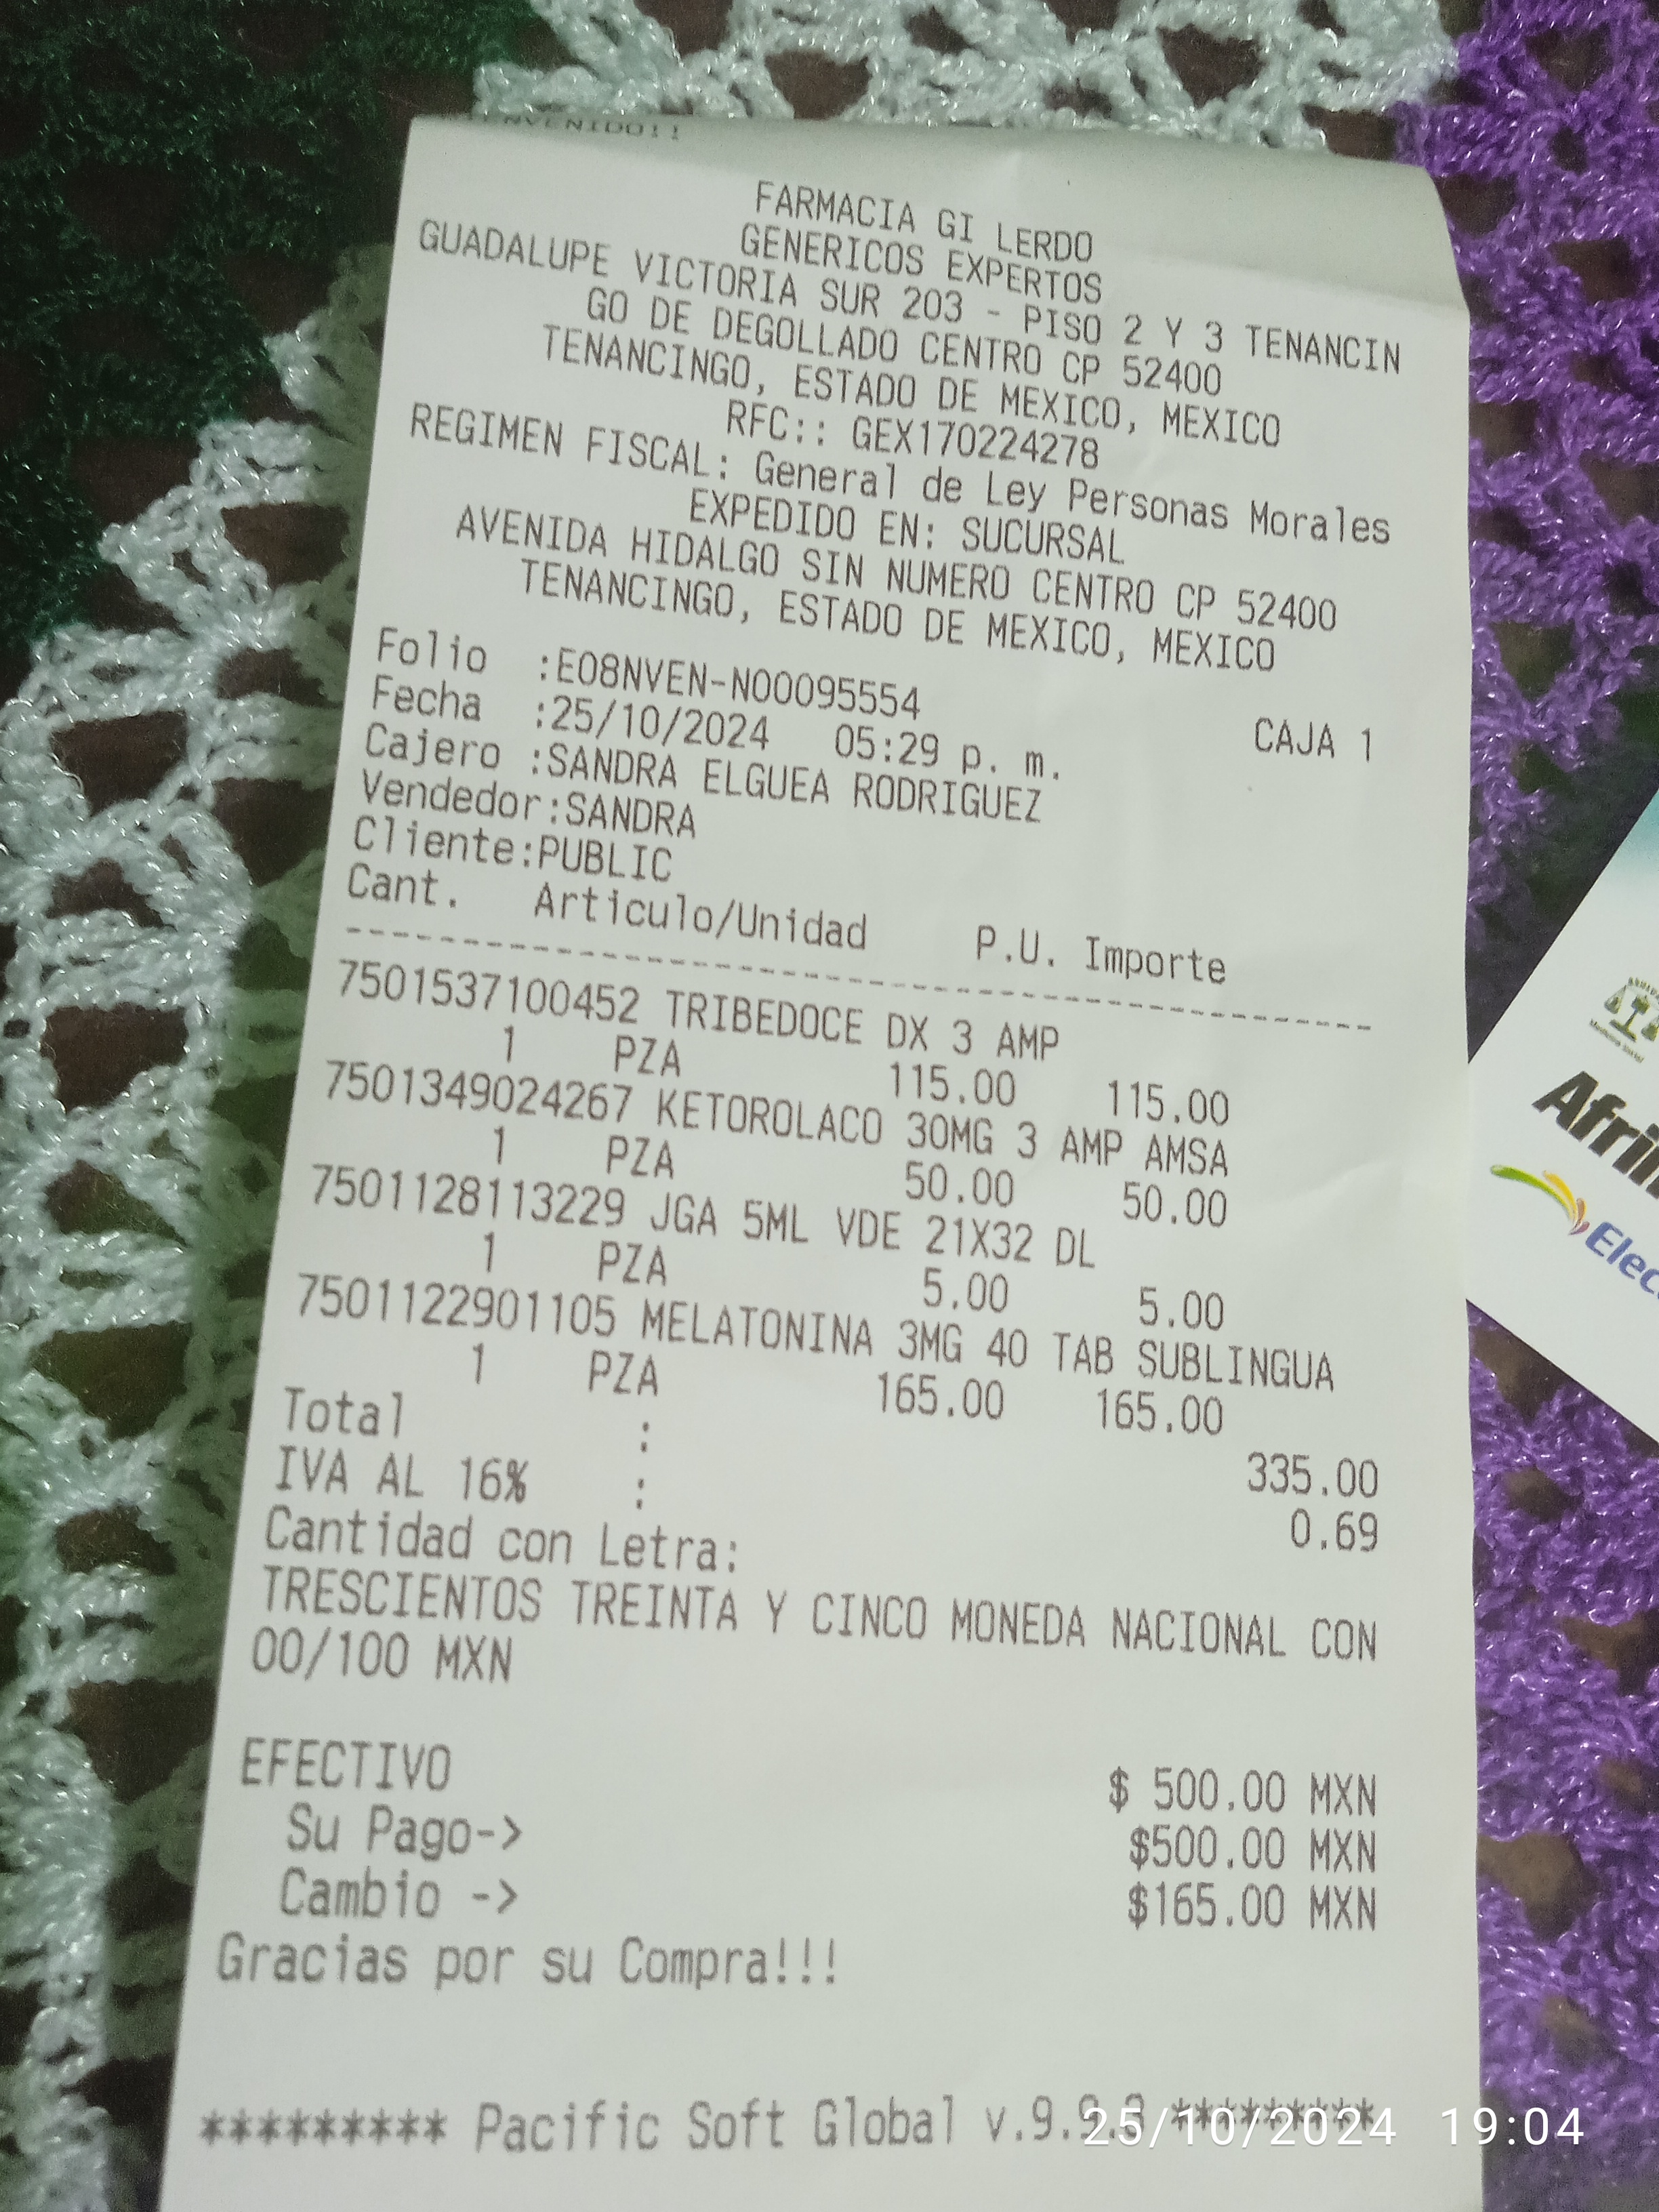 NVENIDO!!
FARMACIA GI LERDO
GENERICOS EXPERTOS
GUADALUPE VICTORIA SUR 203 - PISO 2 Y 3 TENANCIN
GO DE DEGOLLADO CENTRO CP 52400
TENANCINGO, ESTADO DE MEXICO, MEXICO
RFC:: GEX170224278
REGIMEN FISCAL: General de Ley Personas Morales
EXPEDIDO EN: SUCURSAL
AVENIDA HIDALGO SIN NUMERO CENTRO CP 52400
TENANCINGO, ESTADO DE MEXICO, MEXICO
Folio :E08NVEN-N00095554
Fecha :25/10/2024 05:29 p. m. CAJA 1
Cajero :SANDRA ELGUEA RODRIGUEZ
Vendedor:SANDRA
Cliente:PUBLIC
Cant. Articulo/Unidad P.U. Importe
7501537100452 TRIBEDOCE DX 3 AMP
1 PZA 115.00 115.00
7501349024267 KETOROLACO 30MG 3 AMP AMSA
1 PZA 50.00 50.00
7501128113229 JGA 5ML VDE 21X32 DL
1 PZA 5.00 5.00
7501122901105 MELATONINA 3MG 40 TAB SUBLINGUA
1 PZA 165.00 165.00
Total : 335.00
IVA AL 16% : 0.69
Cantidad con Letra:
TRESCIENTOS TREINTA Y CINCO MONEDA NACIONAL CON
00/100 MXN
EFECTIVO $ 500.00 MXN
Su Pago-> $500.00 MXN
Cambio -> $165.00 MXN
Gracias por su Compra!!!
********* Pacific Soft Global v.9.9. *********
25/10/2024 19:04
Afrii
Elec